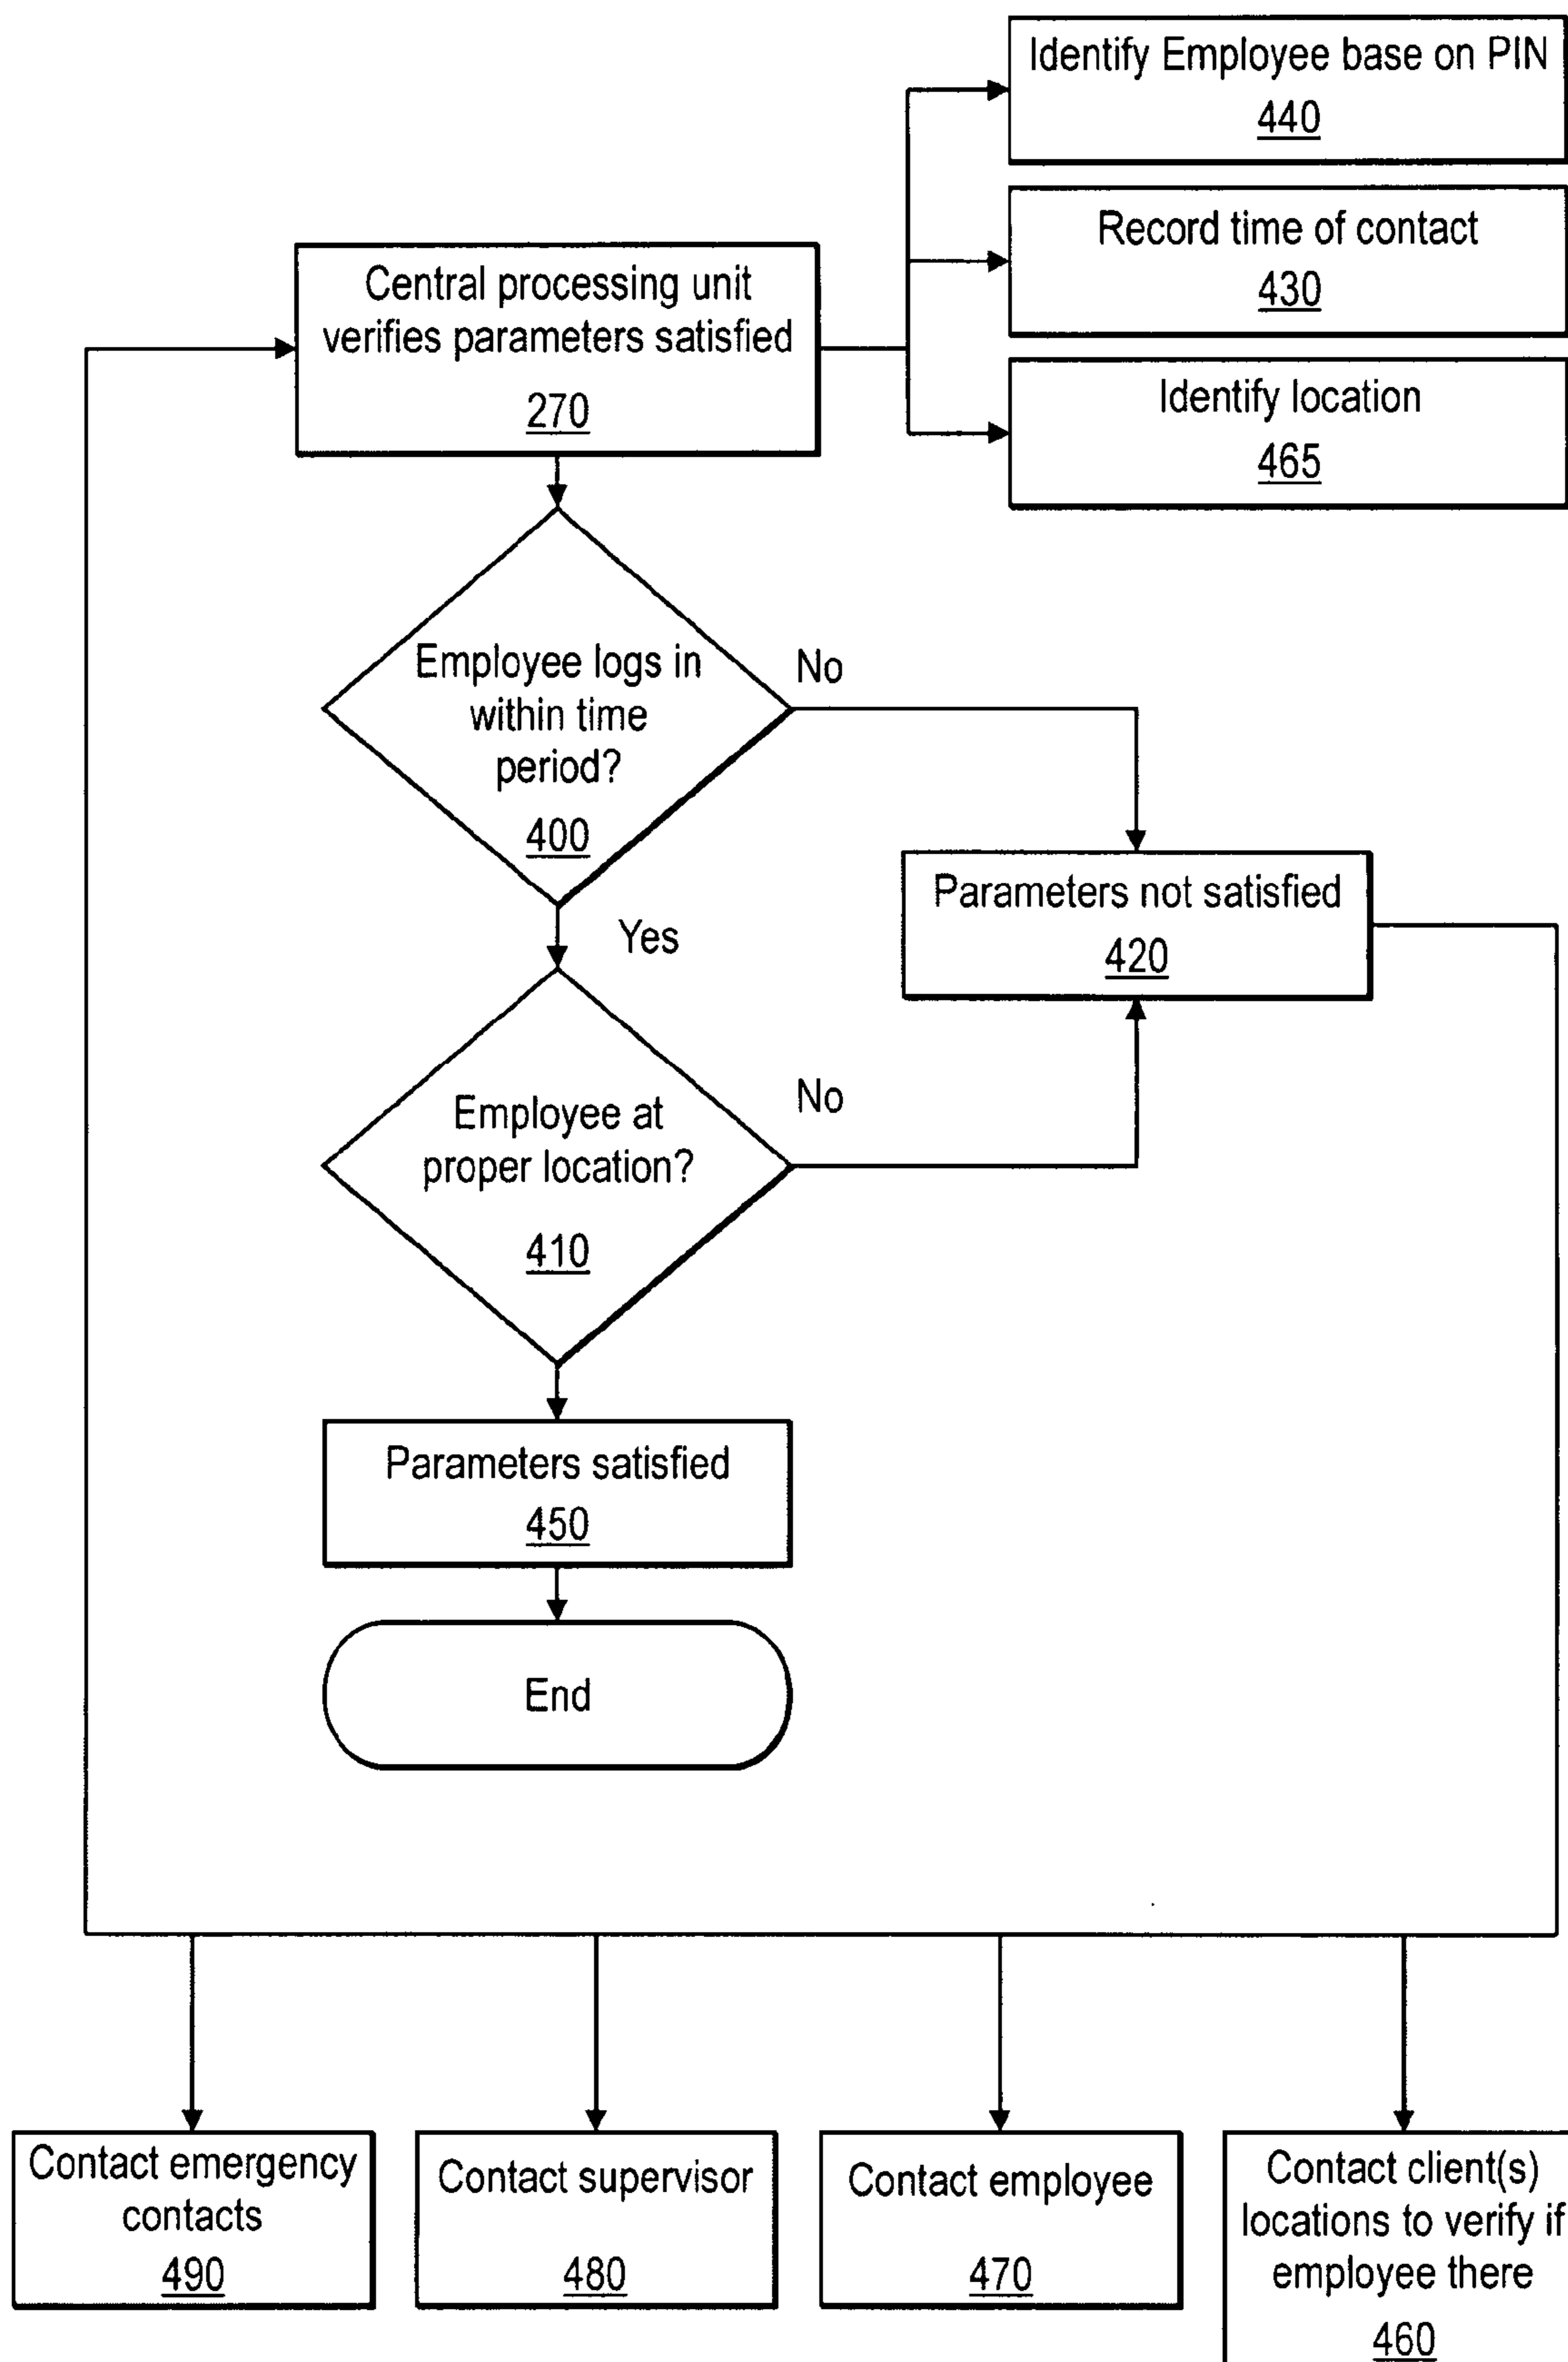 Identify Employee base on PIN
440
Record time of contact
430
Central processing unit
verifies parameters satisfied
270
Identify location
465
Employee logs in
within time
period?
400
No
Parameters not satisfied
420
Yes
Employee at
proper location?
410
No
Parameters satisfied
450
End
Contact emergency
contacts
490
Contact supervisor
480
Contact employee
470
Contact client(s)
locations to verify if
employee there
460